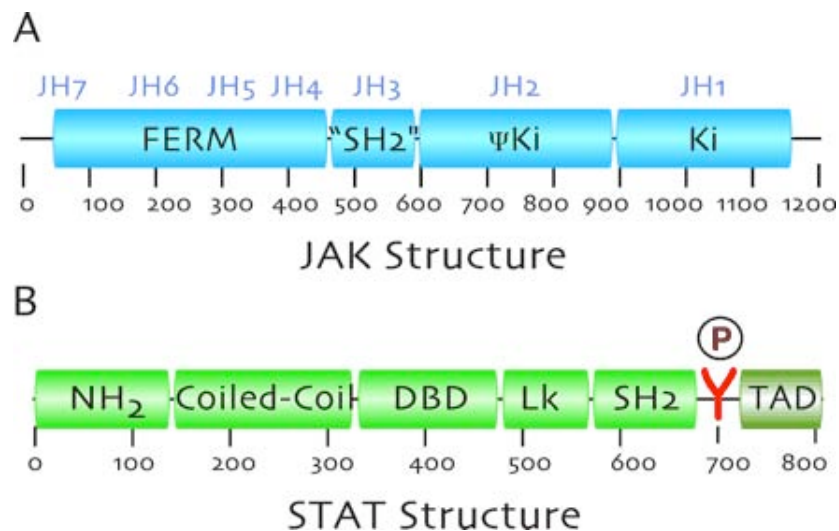 A
JH7 JH6 JH5 JH4 JH3 JH2 JH1
FERM "SH2" ΨKi Ki
0 100 200 300 400 500 600 700 800 900 1000 1100 1200
JAK Structure
B
P
NH2 Coiled-Coil DBD Lk SH2 Y TAD
0 100 200 300 400 500 600 700 800
STAT Structure